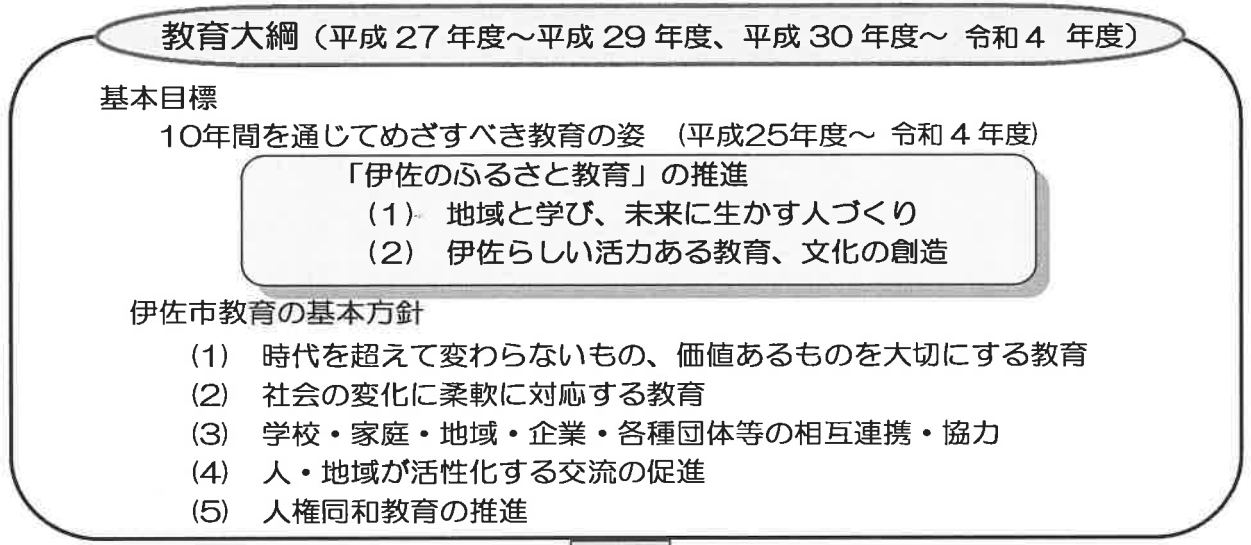 教育大綱（平成 27 年度～平成 29 年度、平成 30 年度～ 令和 4 年度）
基本目標
10年間を通じてめざすべき教育の姿 （平成25年度～ 令和 4 年度）
「伊佐のふるさと教育」の推進
（1） 地域と学び、未来に生かす人づくり
（2） 伊佐らしい活力ある教育、文化の創造
伊佐市教育の基本方針
（1） 時代を超えて変わらないもの、価値あるものを大切にする教育
（2） 社会の変化に柔軟に対応する教育
（3） 学校・家庭・地域・企業・各種団体等の相互連携・協力
（4） 人・地域が活性化する交流の促進
（5） 人権同和教育の推進